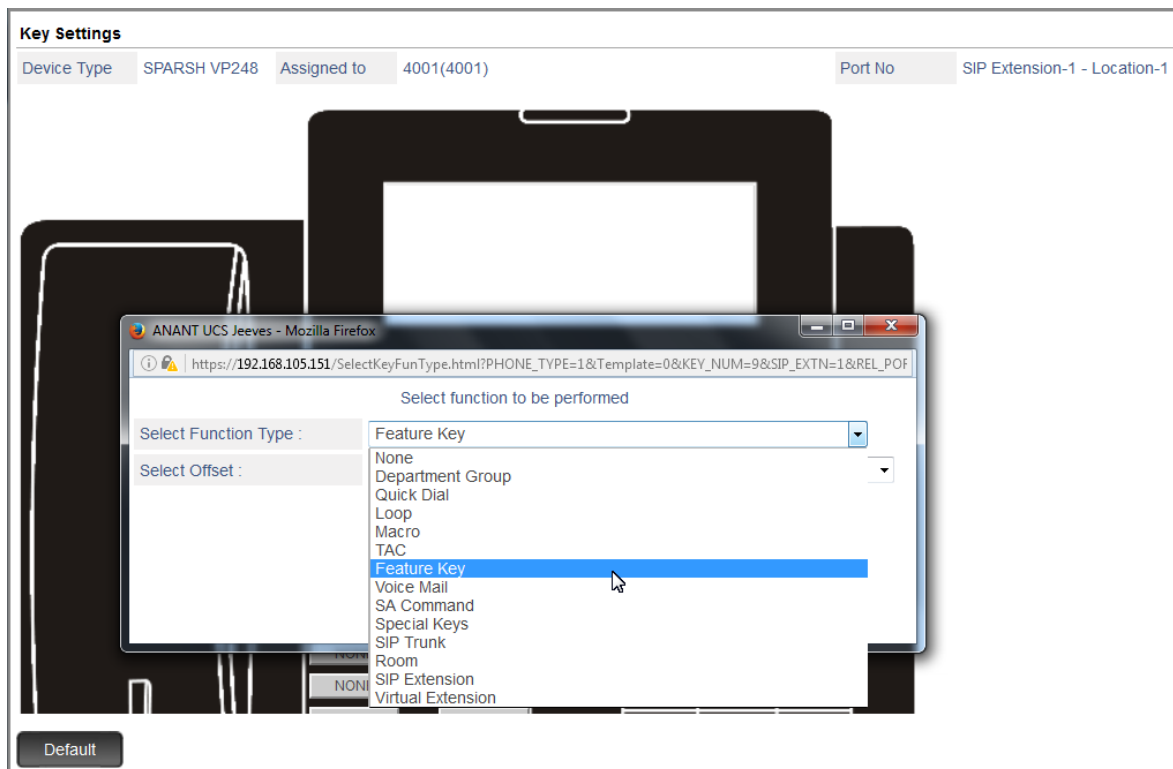 Key Settings
Device Type SPARSH VP248 Assigned to 4001(4001) Port No SIP Extension-1 - Location-1
ANANT UCS Jeeves - Mozilla Firefox
https://192.168.105.151/SelectKeyFunType.html?PHONE_TYPE=1&Template=0&KEY_NUM=9&SIP_EXTN=1&REL_POF
Select function to be performed
Select Function Type : Feature Key
Select Offset :
None
Department Group
Quick Dial
Loop
Macro
TAC
Feature Key
Voice Mail
SA Command
Special Keys
SIP Trunk
Room
SIP Extension
Virtual Extension
Default